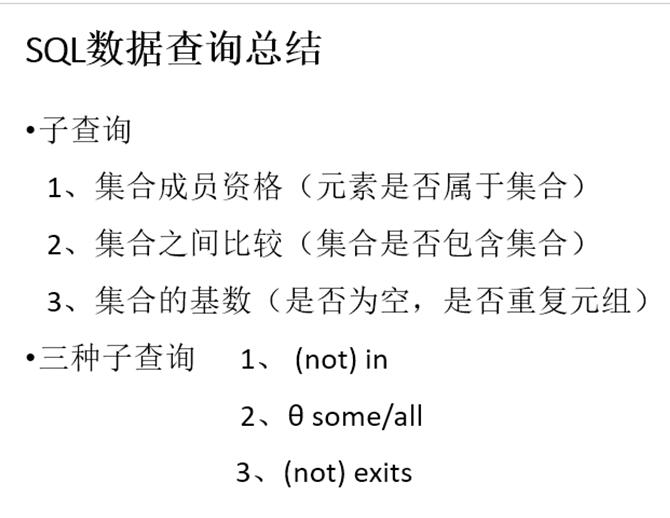 SQL数据查询总结
•子查询
1、集合成员资格（元素是否属于集合）
2、集合之间比较（集合是否包含集合）
3、集合的基数（是否为空，是否重复元组）
•三种子查询 1、 (not) in
2、θ some/all
3、(not) exits